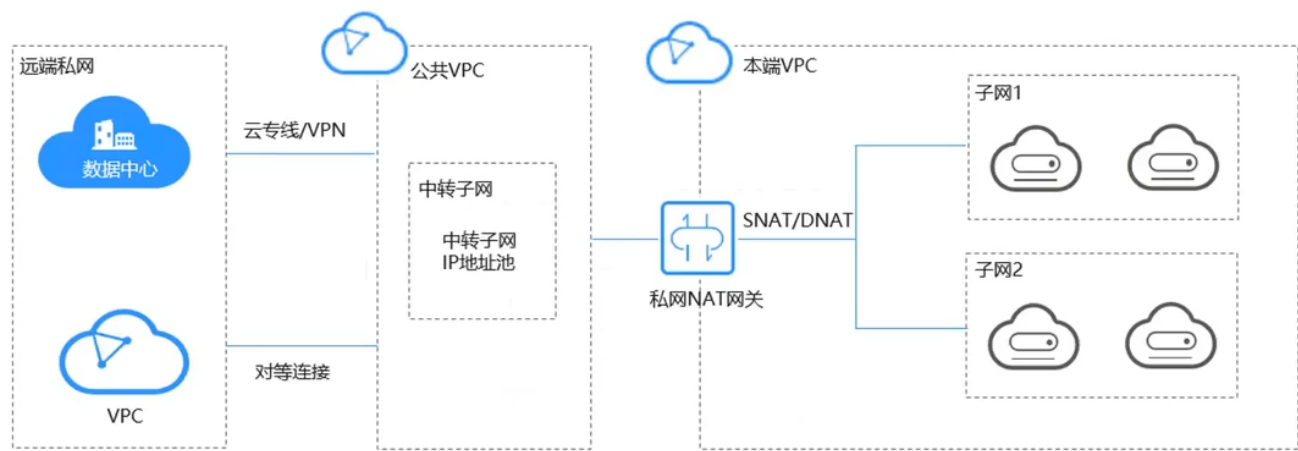 远端私网
数据中心
VPC
云专线/VPN
对等连接
公共VPC
中转子网
中转子网
IP地址池
私网NAT网关
SNAT/DNAT
本端VPC
子网1
子网2